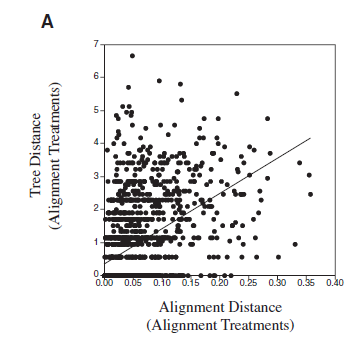 A
7
6
5
4
3
2
1
0
Tree Distance
(Alignment Treatments)
0.00 0.05 0.10 0.15 0.20 0.25 0.30 0.35 0.40
Alignment Distance
(Alignment Treatments)